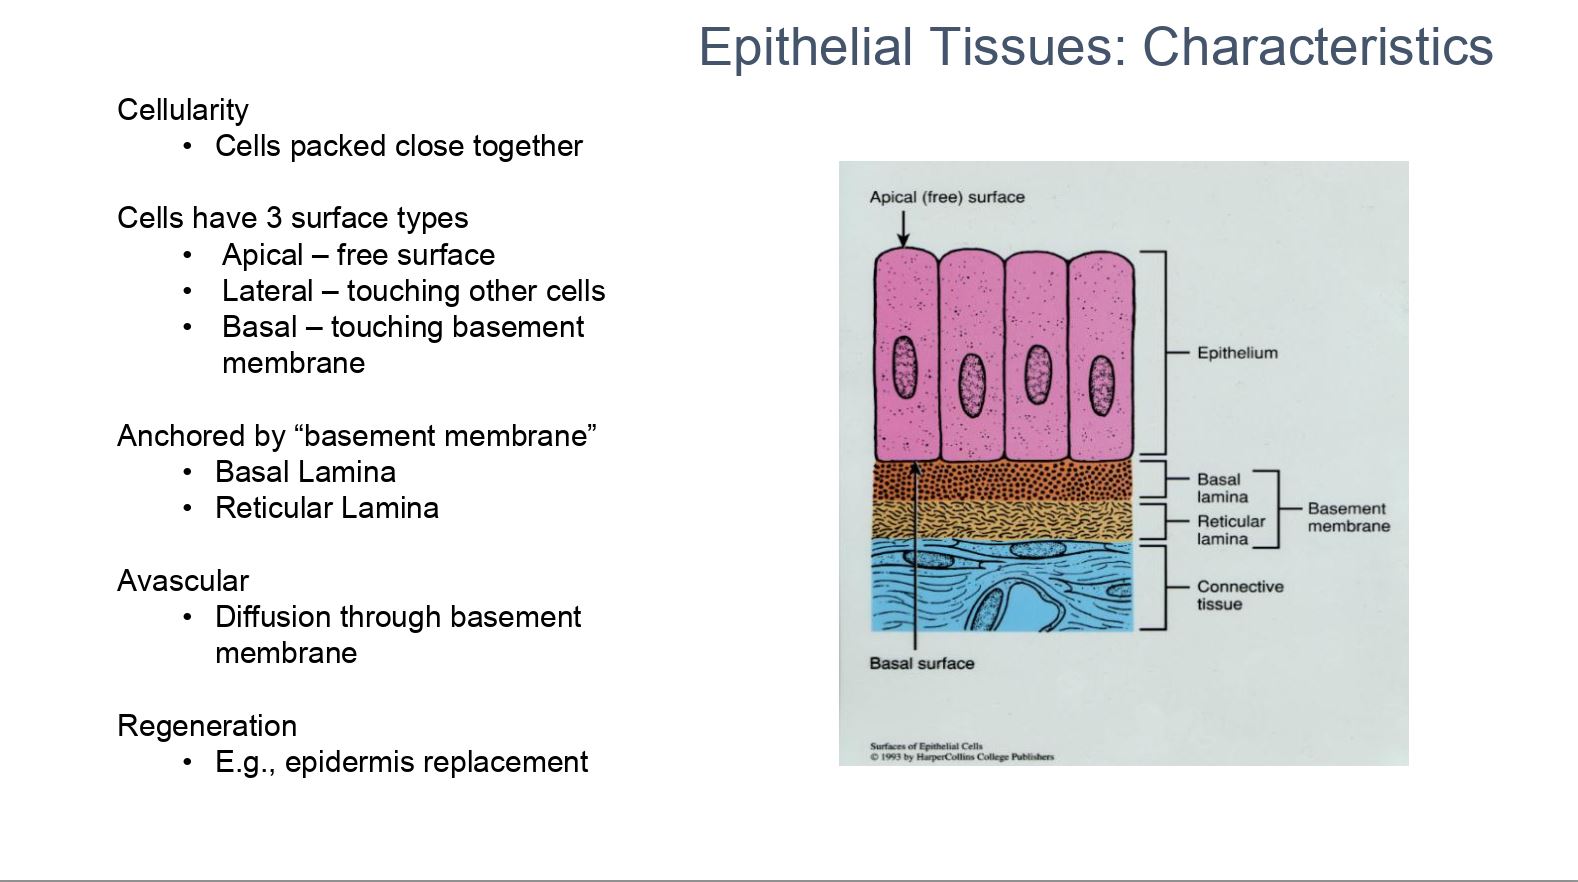 Epithelial Tissues: Characteristics
Cellularity
• Cells packed close together
Cells have 3 surface types
• Apical – free surface
• Lateral – touching other cells
• Basal – touching basement
membrane
Anchored by “basement membrane”
• Basal Lamina
• Reticular Lamina
Avascular
• Diffusion through basement
membrane
Regeneration
• E.g., epidermis replacement
Apical (free) surface
Epithelium
Basal
lamina
Reticular
lamina
Basement
membrane
Connective
tissue
Basal surface
Surfaces of Epithelial Cells
© 1993 by HarperCollins College Publishers